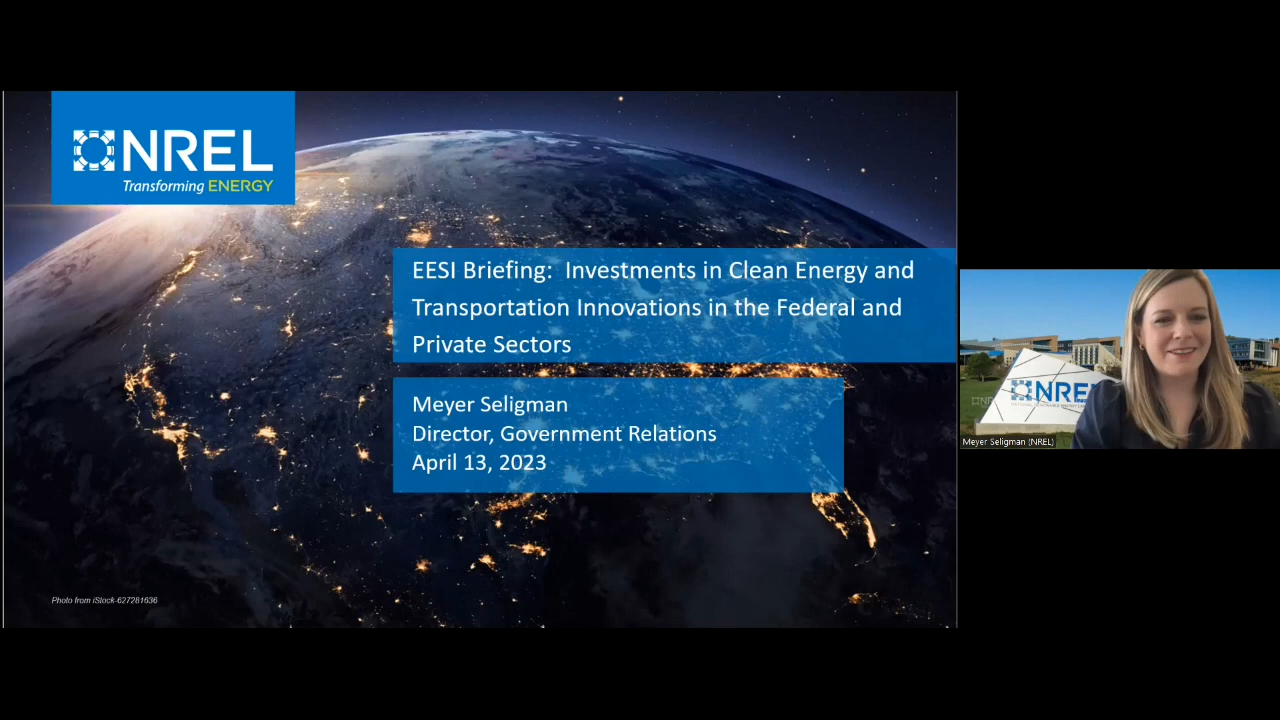 NREL
Transforming ENERGY
EESI Briefing: Investments in Clean Energy and
Transportation Innovations in the Federal and
Private Sectors
Meyer Seligman
Director, Government Relations
April 13, 2023
Photo from iStock-627281636
NREL
Meyer Seligman (NREL)